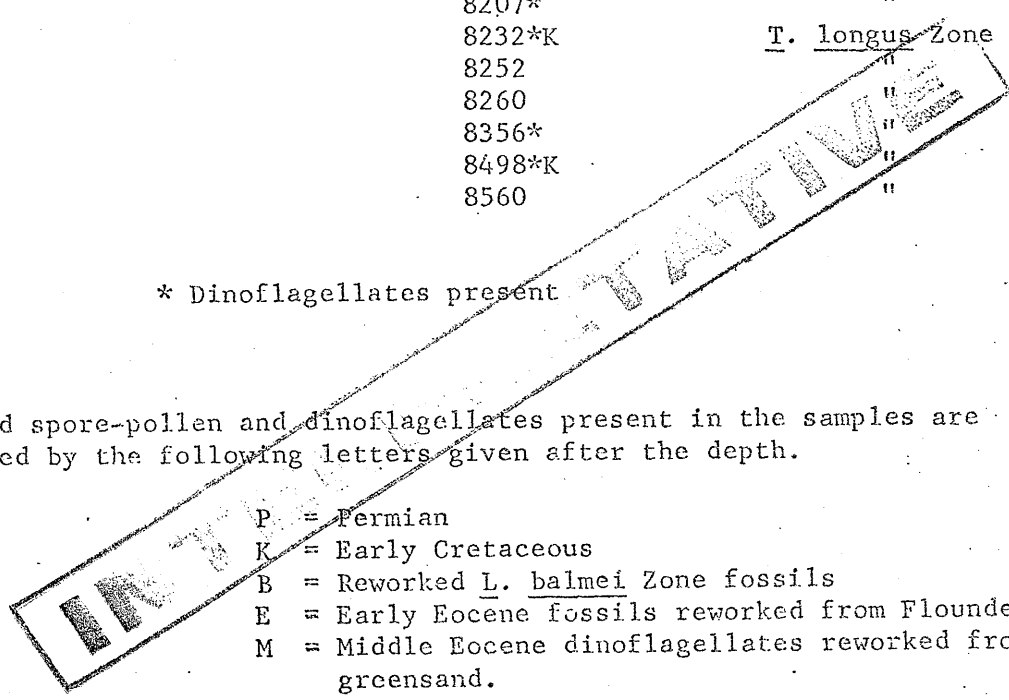 8207*
8232*K T. longus Zone
8252 "
8260 "
8356* "
8498*K "
8560 "
* Dinoflagellates present
d spore-pollen and dinoflagellates present in the samples are
ed by the following letters given after the depth.
P = Permian
K = Early Cretaceous
B = Reworked L. balmei Zone fossils
E = Early Eocene fossils reworked from Flounde
M = Middle Eocene dinoflagellates reworked fro
greensand.